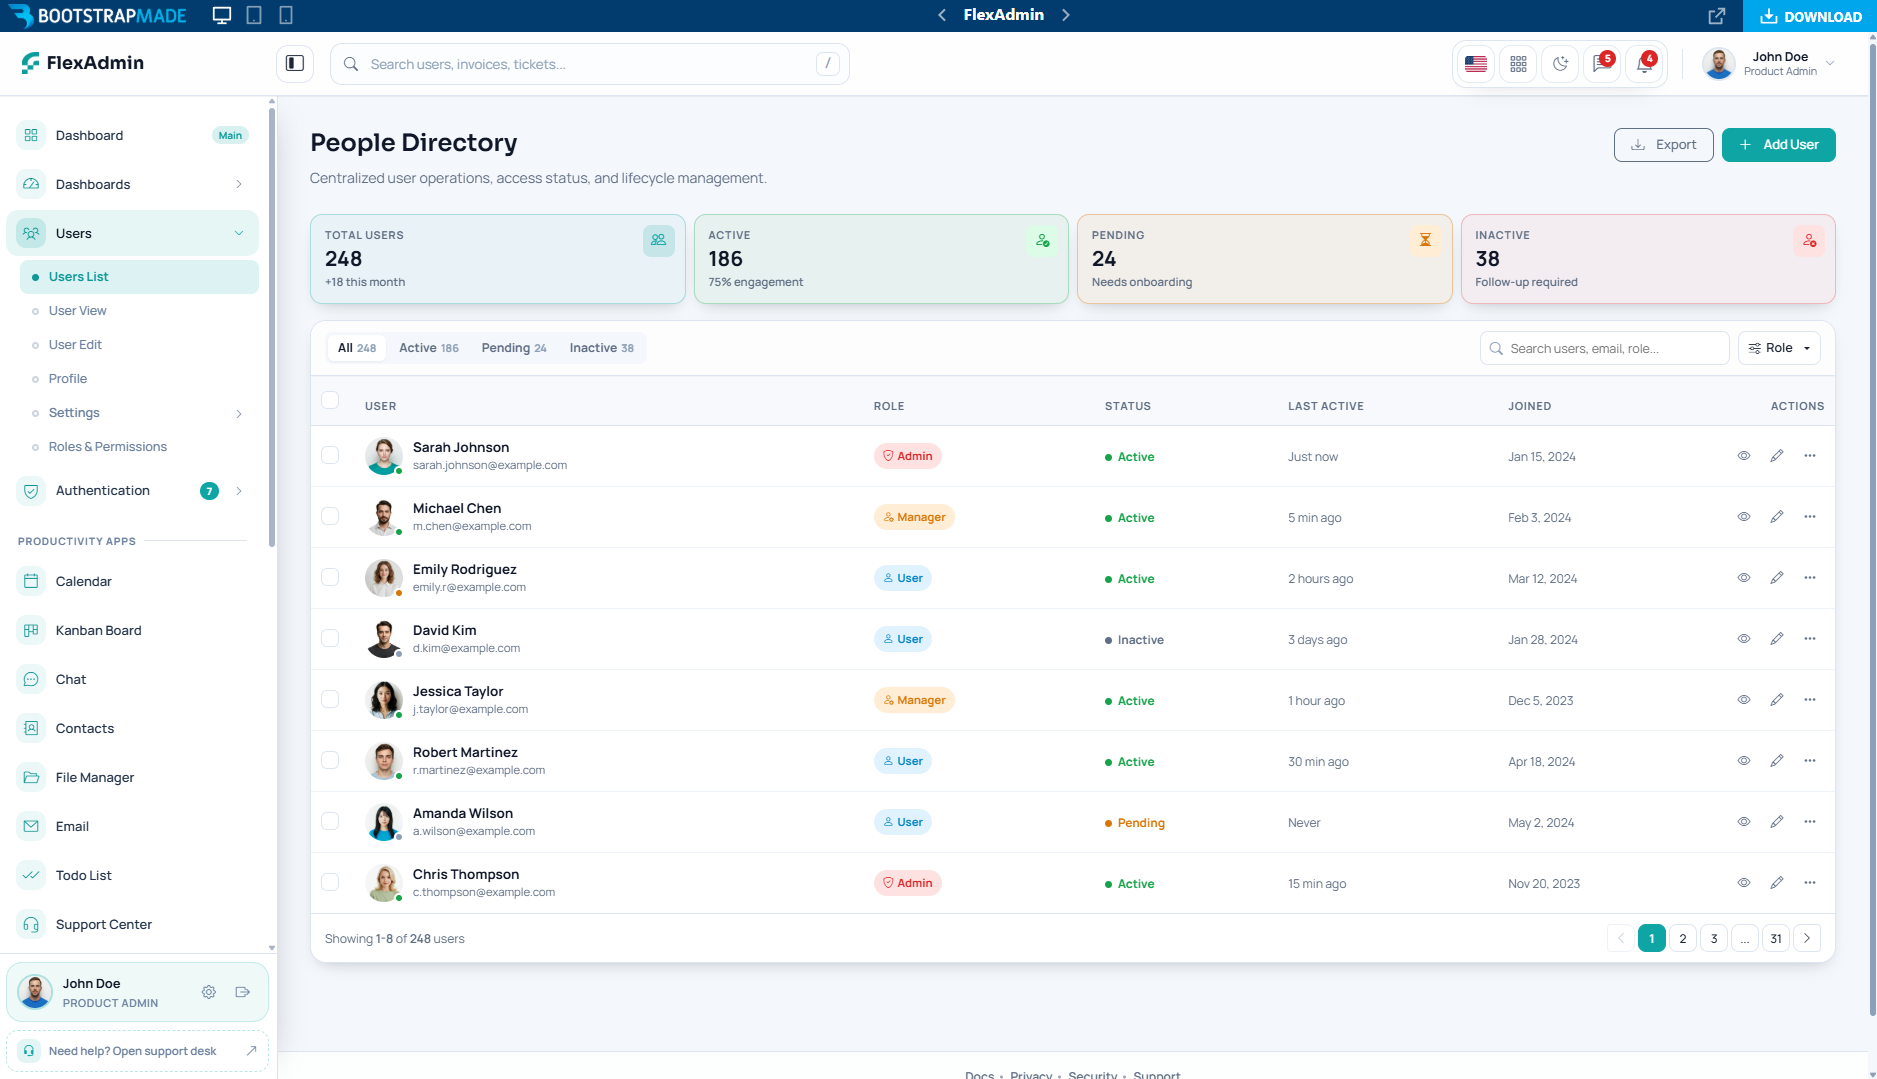 BOOTSTRAPMADE
FlexAdmin
DOWNLOAD
FlexAdmin
Search users, invoices, tickets...
/
5
4
John Doe
Product Admin
Dashboard
Main
Dashboards
Users
Users List
User View
User Edit
Profile
Settings
Roles & Permissions
Authentication
7
PRODUCTIVITY APPS
Calendar
Kanban Board
Chat
Contacts
File Manager
Email
Todo List
Support Center
John Doe
PRODUCT ADMIN
Need help? Open support desk
People Directory
Centralized user operations, access status, and lifecycle management.
Export
Add User
TOTAL USERS
248
+18 this month
ACTIVE
186
75% engagement
PENDING
24
Needs onboarding
INACTIVE
38
Follow-up required
All 248 Active 186 Pending 24 Inactive 38
Search users, email, role...
Role
USER ROLE STATUS LAST ACTIVE JOINED ACTIONS
Sarah Johnson
sarah.johnson@example.com
Admin Active Just now Jan 15, 2024
Michael Chen
m.chen@example.com
Manager Active 5 min ago Feb 3, 2024
Emily Rodriguez
emily.r@example.com
User Active 2 hours ago Mar 12, 2024
David Kim
d.kim@example.com
User Inactive 3 days ago Jan 28, 2024
Jessica Taylor
j.taylor@example.com
Manager Active 1 hour ago Dec 5, 2023
Robert Martinez
r.martinez@example.com
User Active 30 min ago Apr 18, 2024
Amanda Wilson
a.wilson@example.com
User Pending Never May 2, 2024
Chris Thompson
c.thompson@example.com
Admin Active 15 min ago Nov 20, 2023
Showing 1-8 of 248 users
1 2 3 ... 31
Docs • Privacy • Security • Support